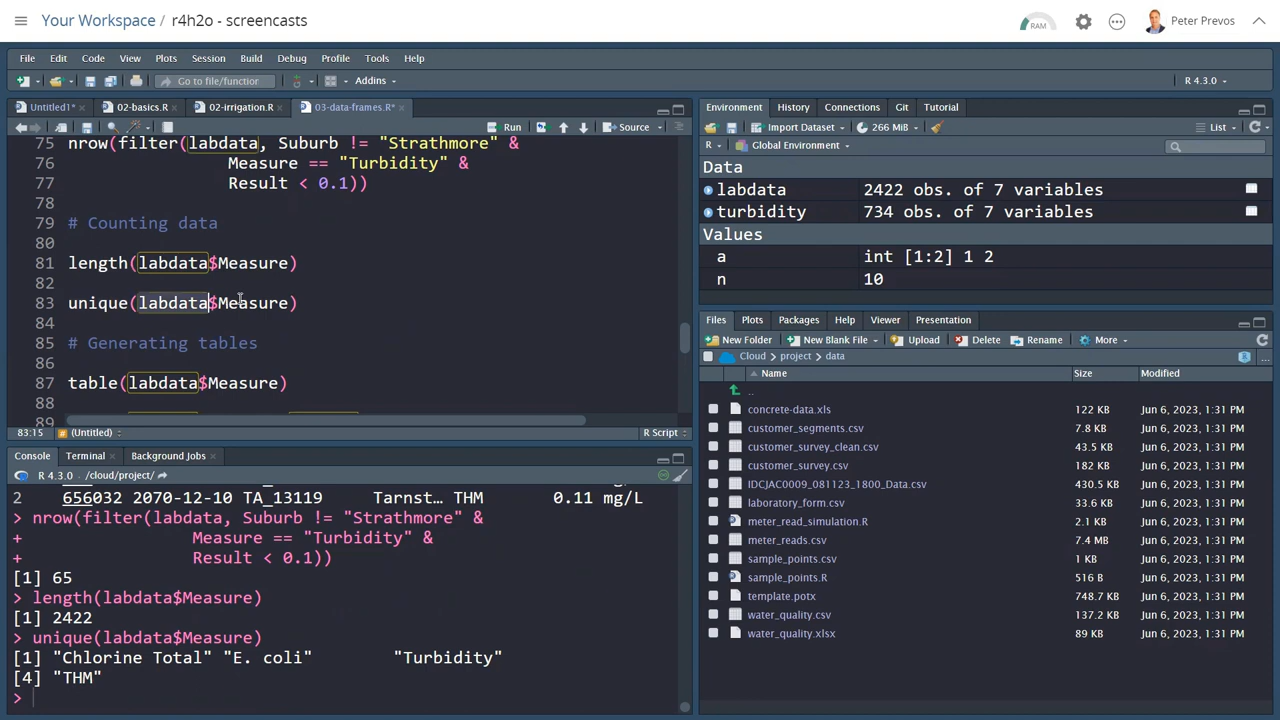 Your Workspace / r4h2o - screencasts
RAM
Peter Prevos
File Edit Code View Plots Session Build Debug Profile Tools Help
Go to file/functior
Addins
R 4.3.0
Untitled1* 02-basics.R 02-irrigation.R 03-data-frames.R*
Run Source
75 nrow(filter(labdata, Suburb != "Strathmore" &
76 Measure == "Turbidity" &
77 Result < 0.1))
78
79 # Counting data
80
81 length(labdata$Measure)
82
83 unique(labdata$Measure)
84
85 # Generating tables
86
87 table(labdata$Measure)
88
89
83:15 # (Untitled) R Script
Console Terminal Background Jobs
R 4.3.0 . /cloud/project/
2 656032 2070-12-10 TA_13119 Tarnst… THM 0.11 mg/L
> nrow(filter(labdata, Suburb != "Strathmore" &
+ Measure == "Turbidity" &
+ Result < 0.1))
[1] 65
> length(labdata$Measure)
[1] 2422
> unique(labdata$Measure)
[1] "Chlorine Total" "E. coli" "Turbidity"
[4] "THM"
>
Environment History Connections Git Tutorial
Import Dataset 266 MiB List
R Global Environment
Data
labdata 2422 obs. of 7 variables
turbidity 734 obs. of 7 variables
Values
a int [1:2] 1 2
n 10
Files Plots Packages Help Viewer Presentation
New Folder New Blank File Upload Delete Rename More
Cloud project data R ...
Name Size Modified
..
concrete-data.xls 122 KB Jun 6, 2023, 1:31 PM
customer_segments.csv 7.8 KB Jun 6, 2023, 1:31 PM
customer_survey_clean.csv 43.5 KB Jun 6, 2023, 1:31 PM
customer_survey.csv 182 KB Jun 6, 2023, 1:31 PM
IDCJAC0009_081123_1800_Data.csv 430.5 KB Jun 6, 2023, 1:31 PM
laboratory_form.csv 33.6 KB Jun 6, 2023, 1:31 PM
meter_read_simulation.R 2.1 KB Jun 6, 2023, 1:31 PM
meter_reads.csv 7.4 MB Jun 6, 2023, 1:31 PM
sample_points.csv 1 KB Jun 6, 2023, 1:31 PM
sample_points.R 516 B Jun 6, 2023, 1:31 PM
template.potx 748.7 KB Jun 6, 2023, 1:31 PM
water_quality.csv 137.2 KB Jun 6, 2023, 1:31 PM
water_quality.xlsx 89 KB Jun 6, 2023, 1:31 PM